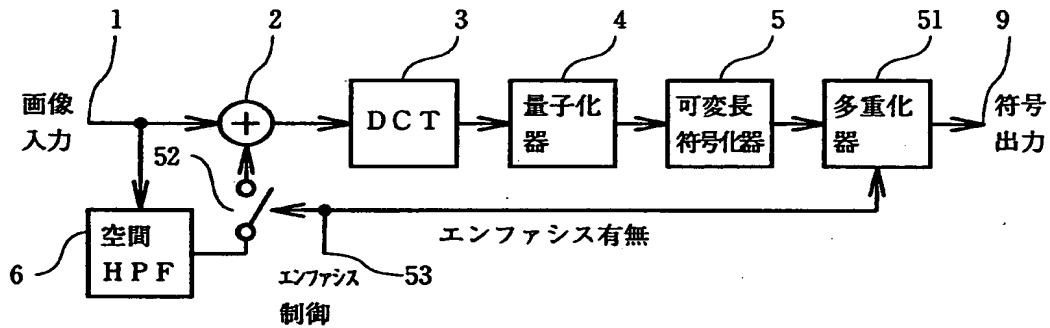 1
2
3
4
5
51
9
画像
入力
+
DCT
量子化
器
可変長
符号化器
多重化
器
符号
出力
52
空間
HPF
6
エンファシス有無
エンファシス
制御
53